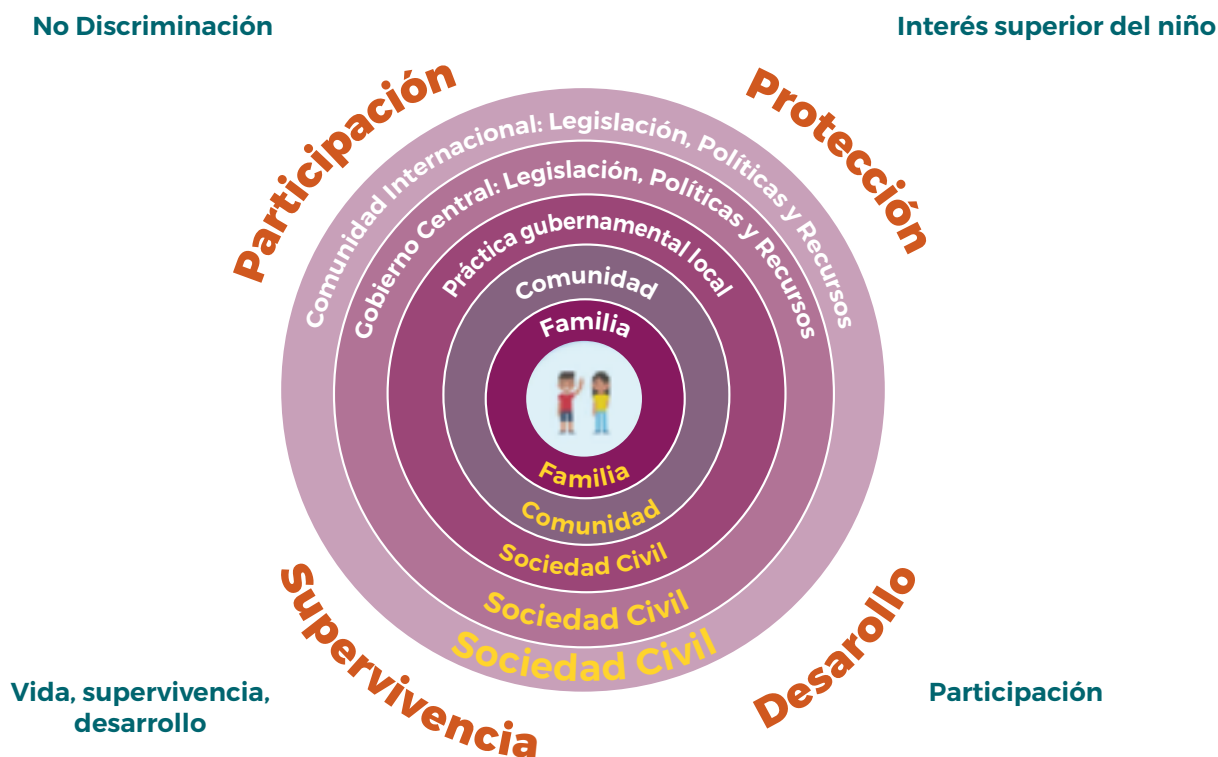 No Discriminación
Interés superior del niño
Participación
Protección
Comunidad Internacional: Legislación, Políticas y Recursos
Gobierno Central: Legislación, Políticas y Recursos
Práctica gubernamental local
Comunidad
Familia
Familia
Comunidad
Sociedad Civil
Sociedad Civil
Sociedad Civil
Supervivencia
Desarollo
Vida, supervivencia,
desarrollo
Participación